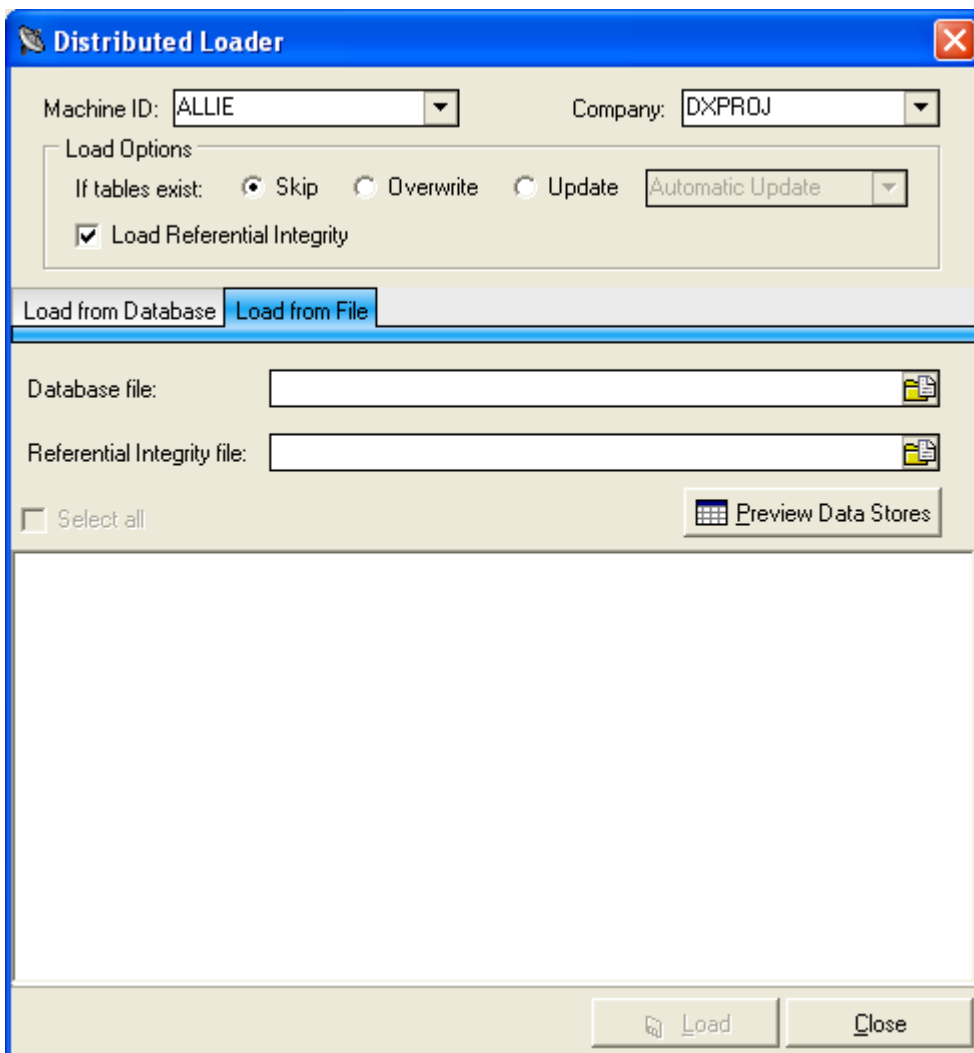 Distributed Loader
Machine ID: ALLIE Company: DXPROJ
Load Options
If tables exist: Skip Overwrite Update Automatic Update
Load Referential Integrity
Load from Database Load from File
Database file:
Referential Integrity file:
Select all Preview Data Stores
Load Close